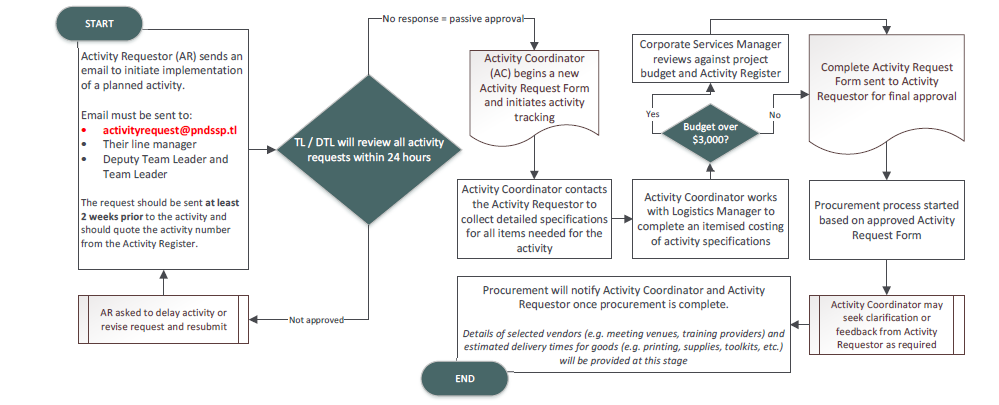 START
Activity Requestor (AR) sends an
email to initiate implementation
of a planned activity.
Email must be sent to:
• activityrequest@pndssp.tl
• Their line manager
• Deputy Team Leader and
Team Leader
The request should be sent at least
2 weeks prior to the activity and
should quote the activity number
from the Activity Register.
AR asked to delay activity or
revise request and resubmit
Not approved
TL / DTL will review all activity
requests within 24 hours
No response = passive approval
Activity Coordinator
(AC) begins a new
Activity Request Form
and initiates activity
tracking
Activity Coordinator contacts
the Activity Requestor to
collect detailed specifications
for all items needed for the
activity
Activity Coordinator works
with Logistics Manager to
complete an itemised costing
of activity specifications
Budget over
$3,000?
Yes
No
Corporate Services Manager
reviews against project
budget and Activity Register
Complete Activity Request
Form sent to Activity
Requestor for final approval
Procurement process started
based on approved Activity
Request Form
Activity Coordinator may
seek clarification or
feedback from Activity
Requestor as required
Procurement will notify Activity Coordinator and Activity
Requestor once procurement is complete.
Details of selected vendors (e.g. meeting venues, training providers) and
estimated delivery times for goods (e.g. printing, supplies, toolkits, etc.)
will be provided at this stage
END